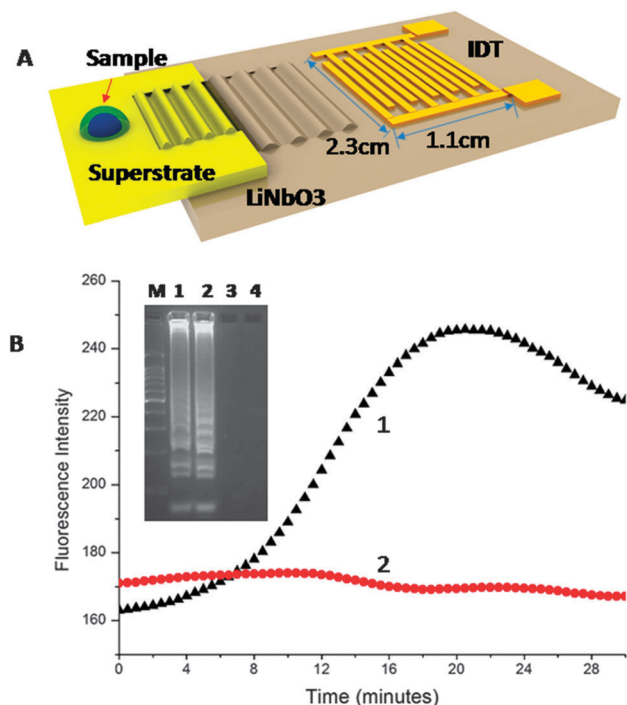 A
Sample
IDT
2.3cm
1.1cm
Superstrate
LiNbO3
B
M 1 2 3 4
260
240
220
200
180
160
Fluorescence Intensity
1
2
0 4 8 12 16 20 24 28
Time (minutes)